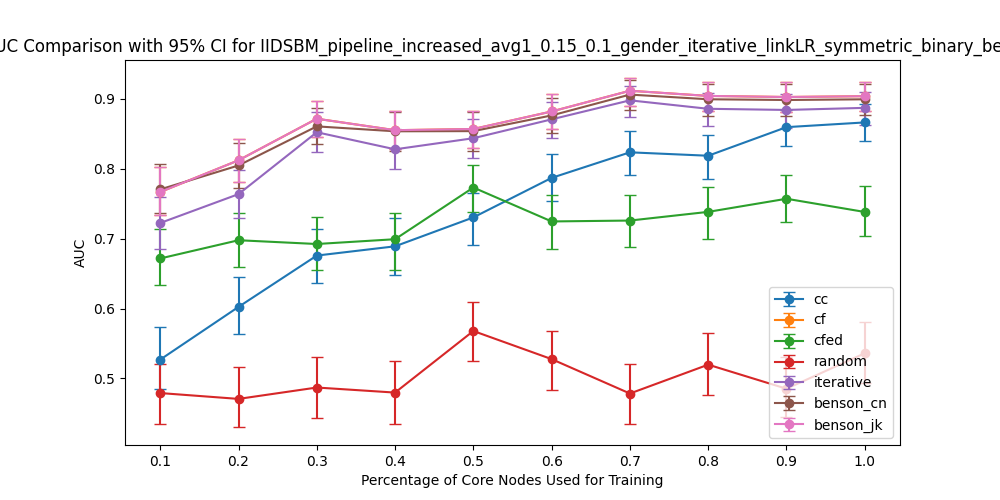 UC Comparison with 95% CI for IIDSBM_pipeline_increased_avg1_0.15_0.1_gender_iterative_linkLR_symmetric_binary_be
AUC
0.9
0.8
0.7
0.6
0.5
0.1 0.2 0.3 0.4 0.5 0.6 0.7 0.8 0.9 1.0
Percentage of Core Nodes Used for Training
cc
cf
cfed
random
iterative
benson_cn
benson_jk